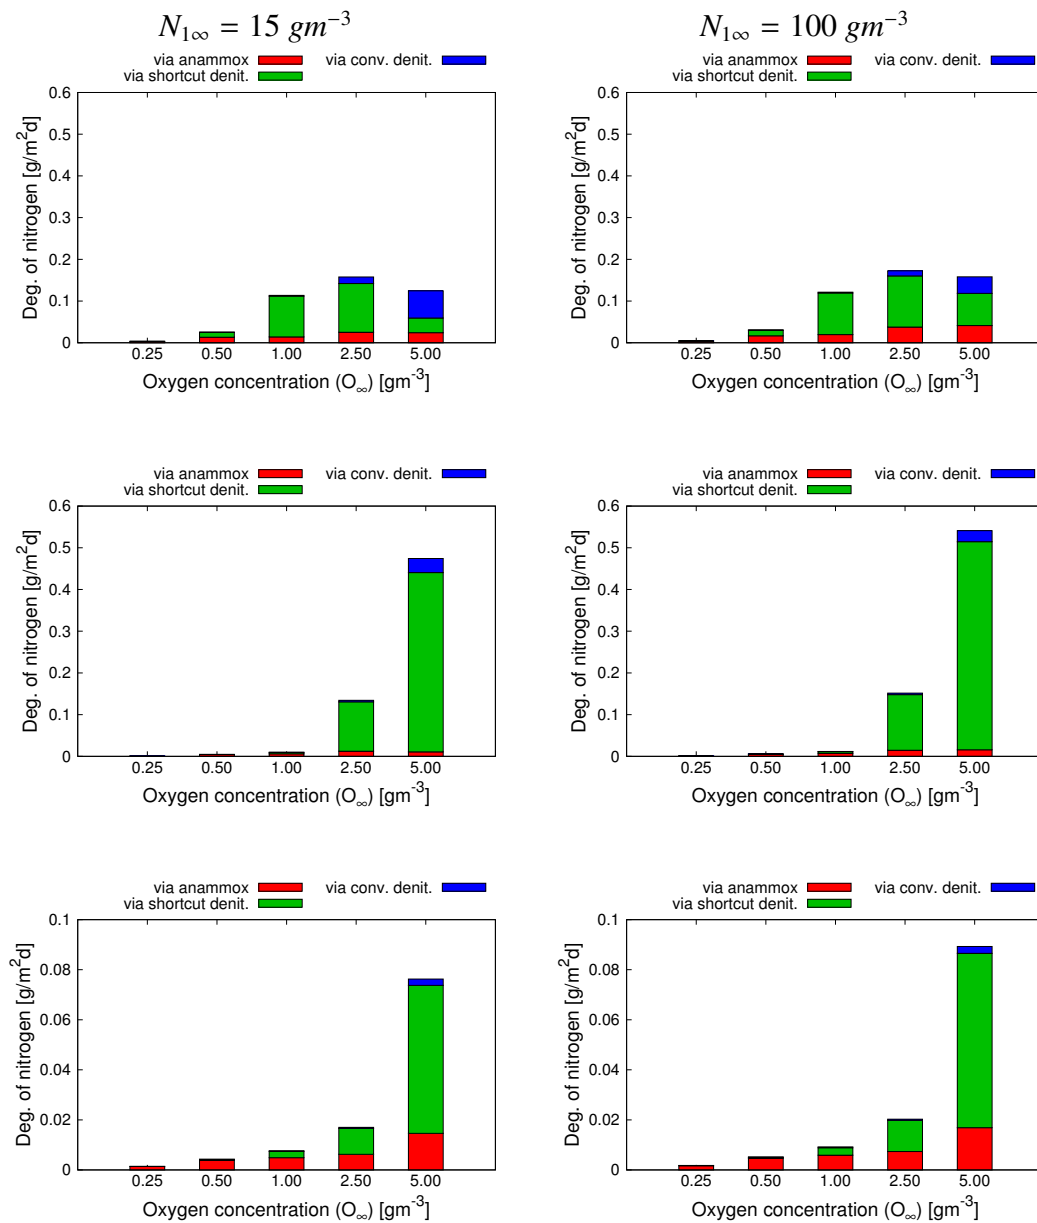 N1∞ = 15 gm−3
N1∞ = 100 gm−3
via anammox
via conv. denit.
via shortcut denit.
0.6
0.5
0.4
0.3
0.2
0.1
0
Deg. of nitrogen [g/m2d]
0.25 0.50 1.00 2.50 5.00
Oxygen concentration (O∞) [gm-3]
via anammox
via conv. denit.
via shortcut denit.
0.6
0.5
0.4
0.3
0.2
0.1
0
Deg. of nitrogen [g/m2d]
0.25 0.50 1.00 2.50 5.00
Oxygen concentration (O∞) [gm-3]
via anammox
via conv. denit.
via shortcut denit.
0.6
0.5
0.4
0.3
0.2
0.1
0
Deg. of nitrogen [g/m2d]
0.25 0.50 1.00 2.50 5.00
Oxygen concentration (O∞) [gm-3]
via anammox
via conv. denit.
via shortcut denit.
0.6
0.5
0.4
0.3
0.2
0.1
0
Deg. of nitrogen [g/m2d]
0.25 0.50 1.00 2.50 5.00
Oxygen concentration (O∞) [gm-3]
via anammox
via conv. denit.
via shortcut denit.
0.1
0.08
0.06
0.04
0.02
0
Deg. of nitrogen [g/m2d]
0.25 0.50 1.00 2.50 5.00
Oxygen concentration (O∞) [gm-3]
via anammox
via conv. denit.
via shortcut denit.
0.1
0.08
0.06
0.04
0.02
0
Deg. of nitrogen [g/m2d]
0.25 0.50 1.00 2.50 5.00
Oxygen concentration (O∞) [gm-3]